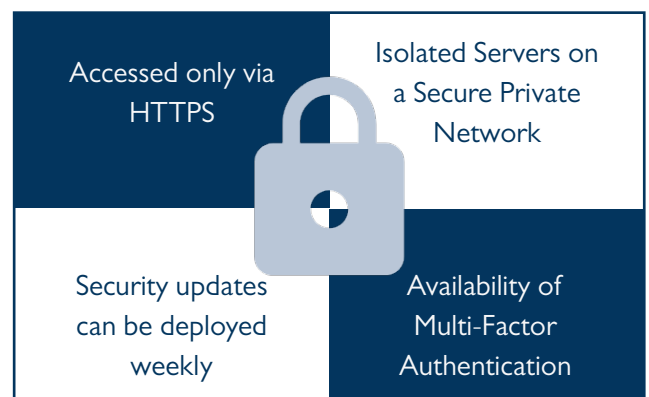 Accessed only via
HTTPS
Isolated Servers on
a Secure Private
Network
Security updates
can be deployed
weekly
Availability of
Multi-Factor
Authentication